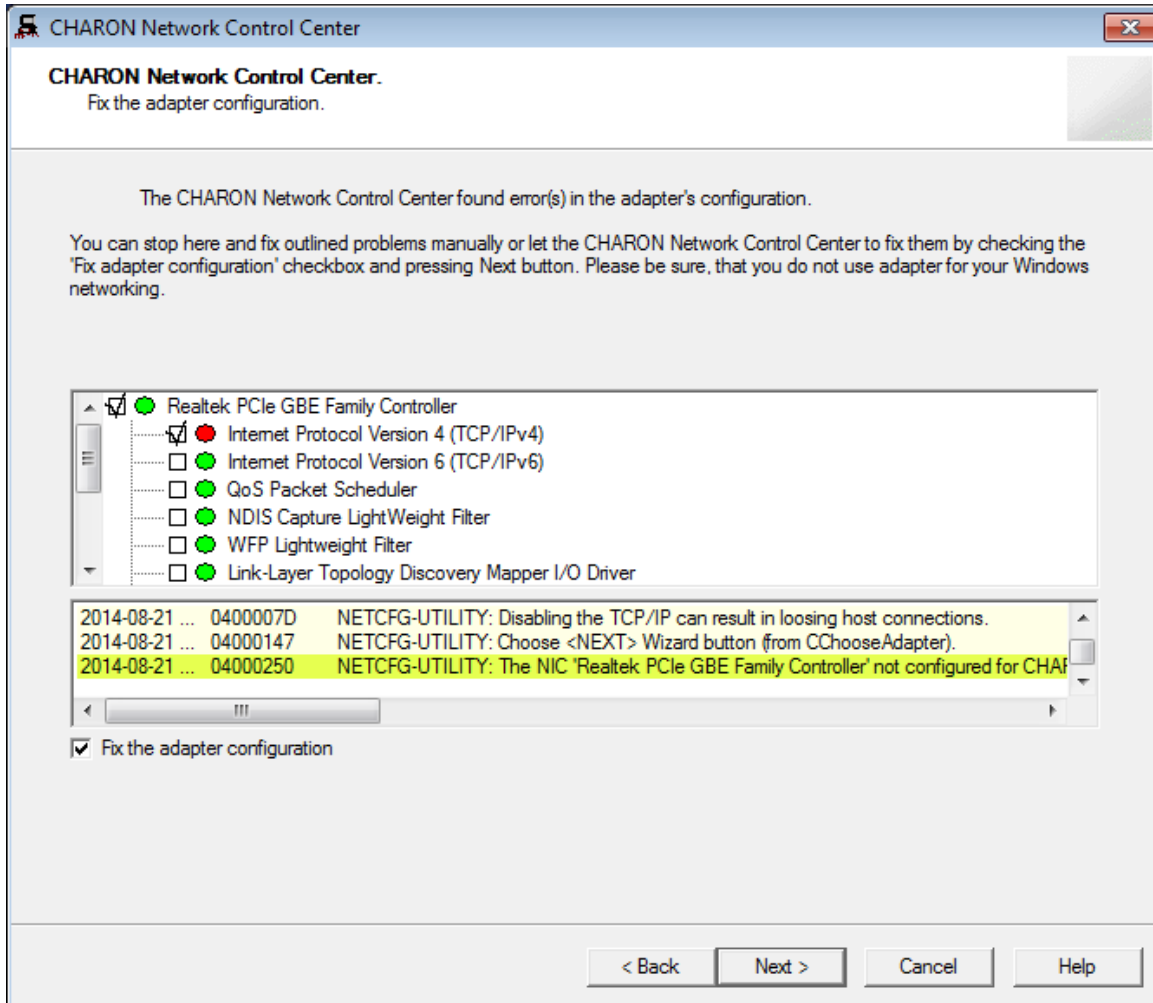 CHARON Network Control Center
CHARON Network Control Center.
Fix the adapter configuration.
The CHARON Network Control Center found error(s) in the adapter's configuration.
You can stop here and fix outlined problems manually or let the CHARON Network Control Center to fix them by checking the
'Fix adapter configuration' checkbox and pressing Next button. Please be sure, that you do not use adapter for your Windows
networking.
Realtek PCIe GBE Family Controller
Internet Protocol Version 4 (TCP/IPv4)
Internet Protocol Version 6 (TCP/IPv6)
QoS Packet Scheduler
NDIS Capture LightWeight Filter
WFP Lightweight Filter
Link-Layer Topology Discovery Mapper I/O Driver
2014-08-21 ... 0400007D NETCFG-UTILITY: Disabling the TCP/IP can result in loosing host connections.
2014-08-21 ... 04000147 NETCFG-UTILITY: Choose <NEXT> Wizard button (from CChooseAdapter).
2014-08-21 ... 04000250 NETCFG-UTILITY: The NIC 'Realtek PCIe GBE Family Controller' not configured for CHAR
Fix the adapter configuration
< Back Next > Cancel Help